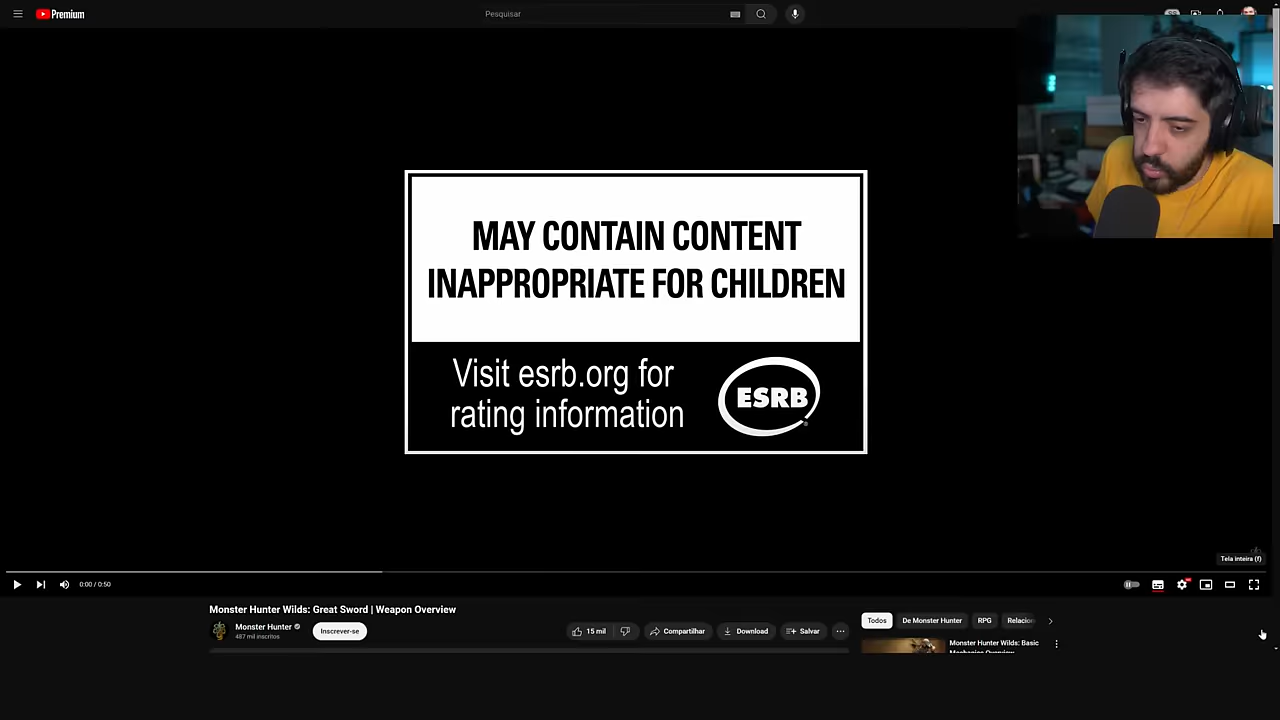 Premium
Pesquisar
MAY CONTAIN CONTENT
INAPPROPRIATE FOR CHILDREN
Visit esrb.org for
rating information
ESRB
Tela inteira (f)
0:00 / 0:50
Monster Hunter Wilds: Great Sword | Weapon Overview
Monster Hunter
487 mil inscritos
Inscrever-se
15 mil
Compartilhar
Download
Salvar
Todos
De Monster Hunter
RPG
Monster Hunter Wilds: Basic